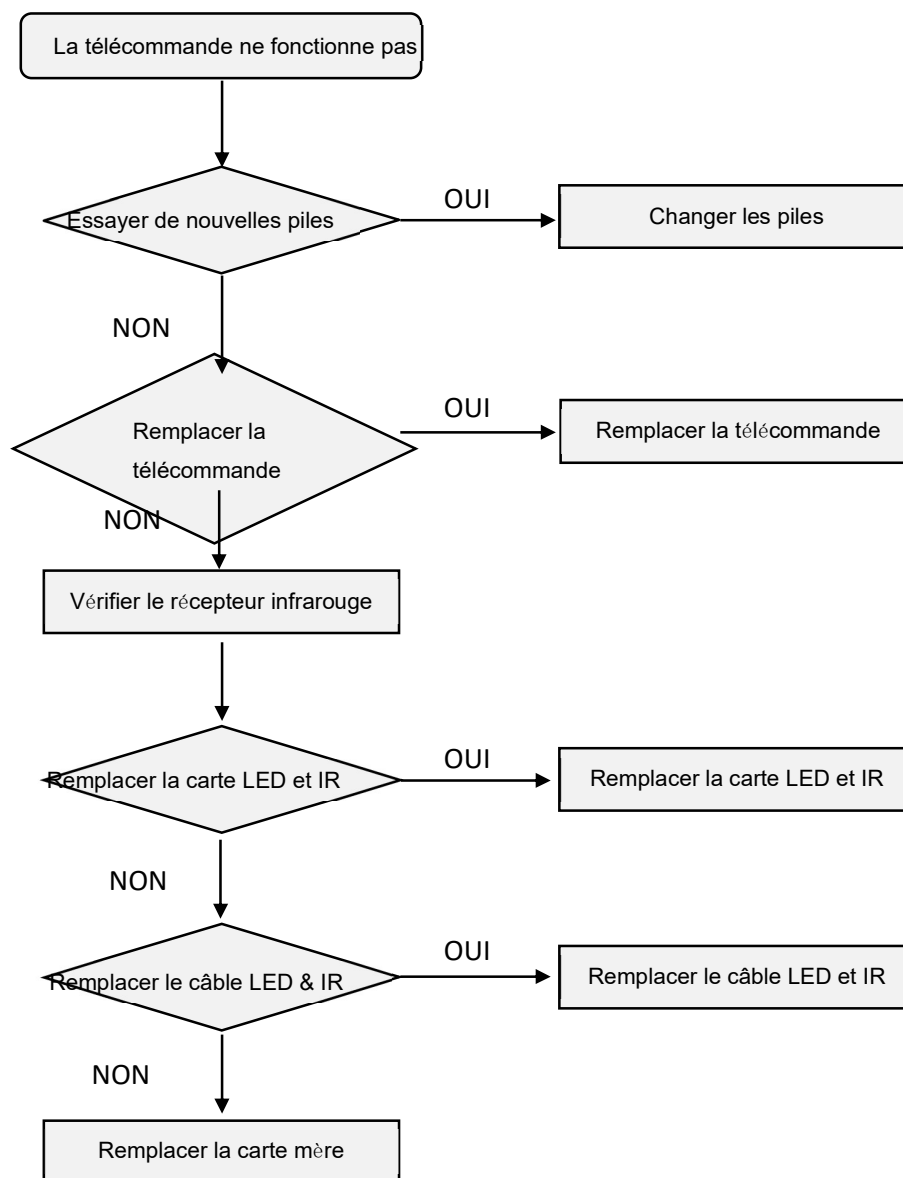 La télécommande ne fonctionne pas
OUI
Essayer de nouvelles piles
Changer les piles
NON
OUI
Remplacer la
télécommande
Remplacer la télécommande
NON
Vérifier le récepteur infrarouge
OUI
Remplacer la carte LED et IR
Remplacer la carte LED et IR
NON
OUI
Remplacer le câble LED & IR
Remplacer le câble LED et IR
NON
Remplacer la carte mère